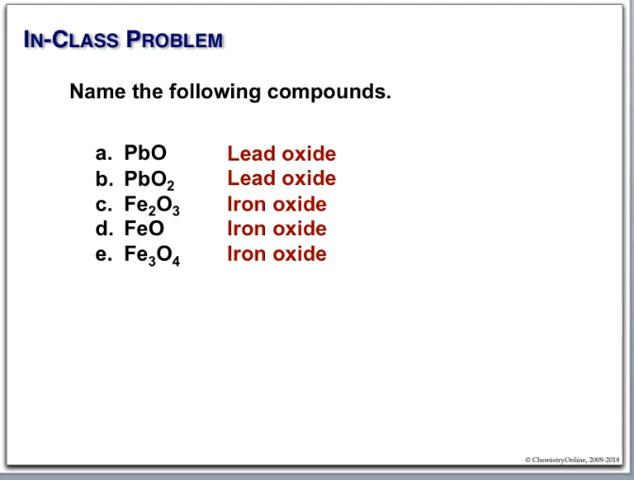 IN-CLASS PROBLEM
Name the following compounds.
a. PbO Lead oxide
b. PbO₂ Lead oxide
c. Fe₂O₃ Iron oxide
d. FeO Iron oxide
e. Fe₃O₄ Iron oxide
© ChemistryOnline, 2009-2018